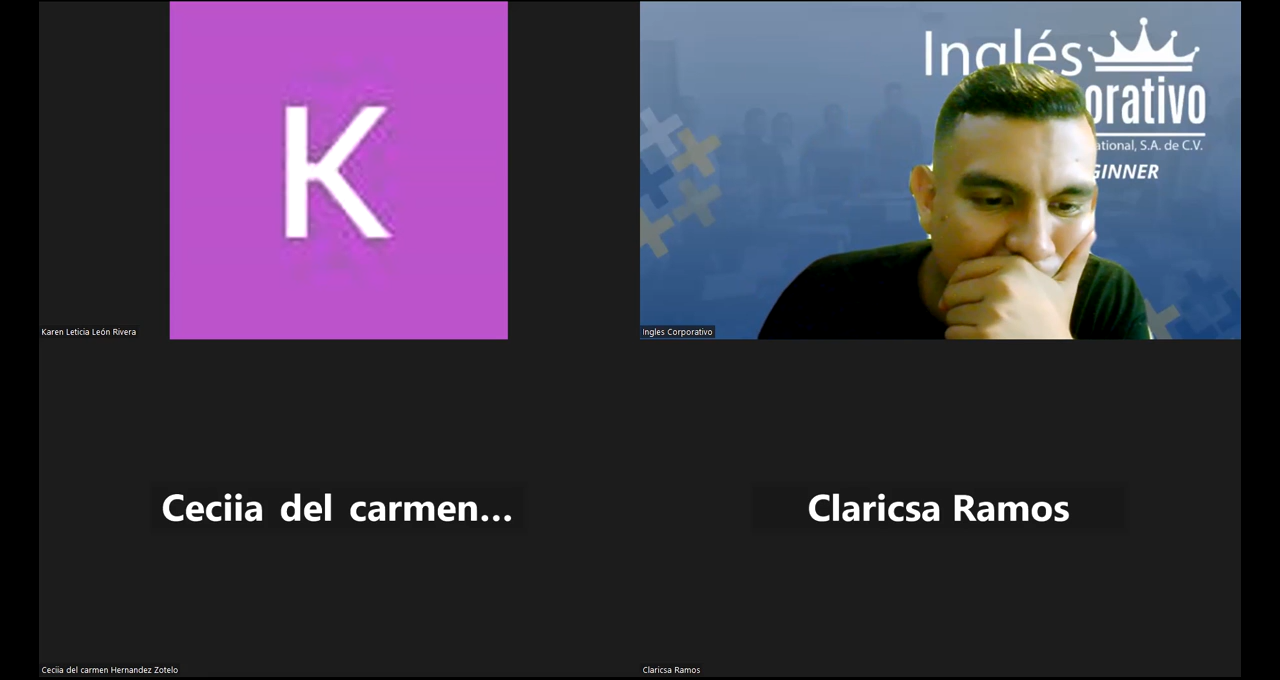 K
Karen Leticia León Rivera
Inglés
orativo
ational, S.A. de C.V.
GINNER
Ingles Corporativo
Ceciia del carmen...
Ceciia del carmen Hernandez Zotelo
Claricsa Ramos
Claricsa Ramos